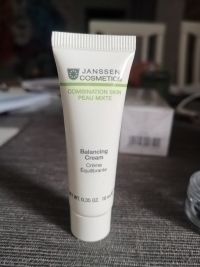 JANSSEN
COSMETICS
COMBINATION SKIN
PEAU MIXTE
Balancing
Cream
Crème
Équilibrante